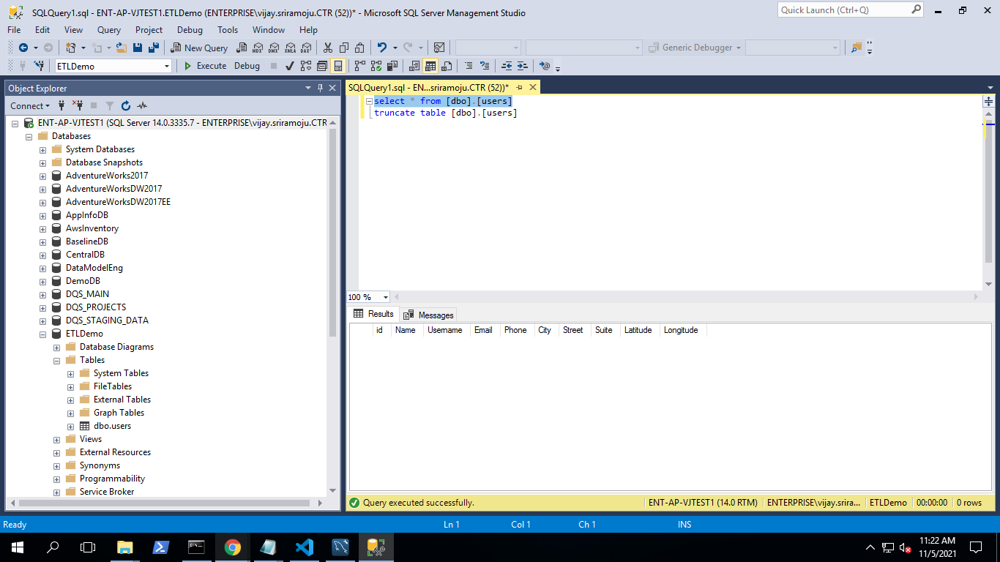 SQLQuery1.sql - ENT-AP-VJTEST1.ETLDemo (ENTERPRISE\vijay.sriramoju.CTR (52))* - Microsoft SQL Server Management Studio
Quick Launch (Ctrl+Q)
File Edit View Query Project Debug Tools Window Help
New Query MDX DMX XMLA DAX Generic Debugger
ETLDemo Execute Debug
Object Explorer
SQLQuery1.sql - EN...sriramoju.CTR (52))*
Connect
select * from [dbo].[users]
truncate table [dbo].[users]
ENT-AP-VJTEST1 (SQL Server 14.0.3335.7 - ENTERPRISE\vijay.sriramoju.CTR
Databases
System Databases
Database Snapshots
AdventureWorks2017
AdventureWorksDW2017
AdventureWorksDW2017EE
AppInfoDB
AwsInventory
BaselineDB
CentralDB
DataModelEng
DemoDB
DQS_MAIN
DQS_PROJECTS
DQS_STAGING_DATA
ETLDemo
Database Diagrams
Tables
System Tables
FileTables
External Tables
Graph Tables
dbo.users
Views
External Resources
Synonyms
Programmability
Service Broker
100 %
Results Messages
id Name Username Email Phone City Street Suite Latitude Longitude
Query executed successfully. ENT-AP-VJTEST1 (14.0 RTM) ENTERPRISE\vijay.srira... ETLDemo 00:00:00 0 rows
Ready Ln 1 Col 1 Ch 1 INS
11:22 AM
11/5/2021